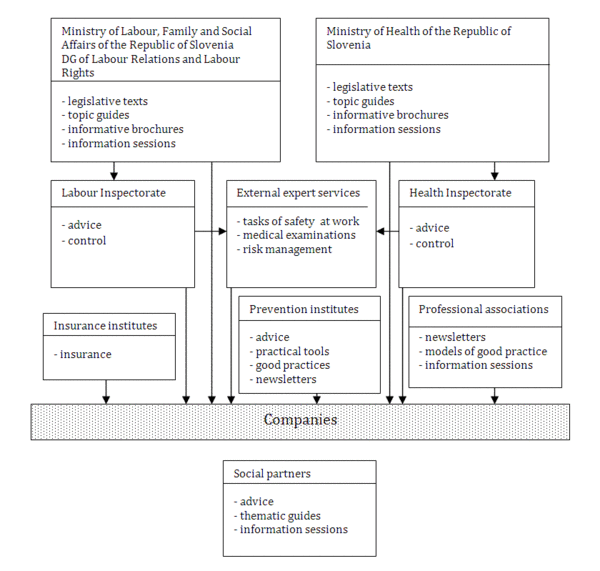 Ministry of Labour, Family and Social
Affairs of the Republic of Slovenia
DG of Labour Relations and Labour
Rights
- legislative texts
- topic guides
- informative brochures
- information sessions
Ministry of Health of the Republic of
Slovenia
- legislative texts
- topic guides
- informative brochures
- information sessions
Labour Inspectorate
- advice
- control
External expert services
- tasks of safety at work
- medical examinations
- risk management
Health Inspectorate
- advice
- control
Insurance institutes
- insurance
Prevention institutes
- advice
- practical tools
- good practices
- newsletters
Professional associations
- newsletters
- models of good practice
- information sessions
Companies
Social partners
- advice
- thematic guides
- information sessions